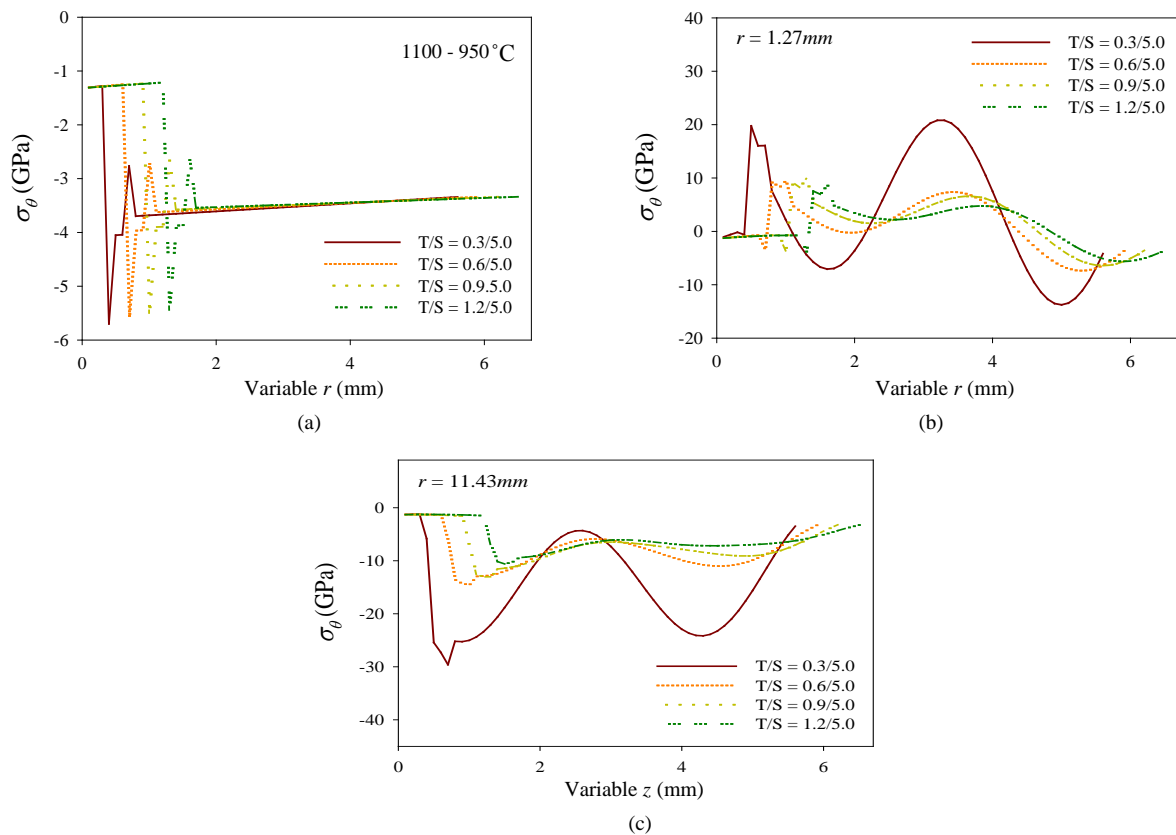 0
-1
-2
-3
-4
-5
-6
σθ (GPa)
1100 - 950°C
T/S = 0.3/5.0
T/S = 0.6/5.0
T/S = 0.9.5.0
T/S = 1.2/5.0
0 2 4 6
Variable r (mm)
(a)
40
30
20
10
0
-10
-20
σθ (GPa)
r = 1.27mm
T/S = 0.3/5.0
T/S = 0.6/5.0
T/S = 0.9/5.0
T/S = 1.2/5.0
0 2 4 6
Variable r (mm)
(b)
0
-10
-20
-30
-40
σθ (GPa)
r = 11.43mm
T/S = 0.3/5.0
T/S = 0.6/5.0
T/S = 0.9/5.0
T/S = 1.2/5.0
0 2 4 6
Variable z (mm)
(c)